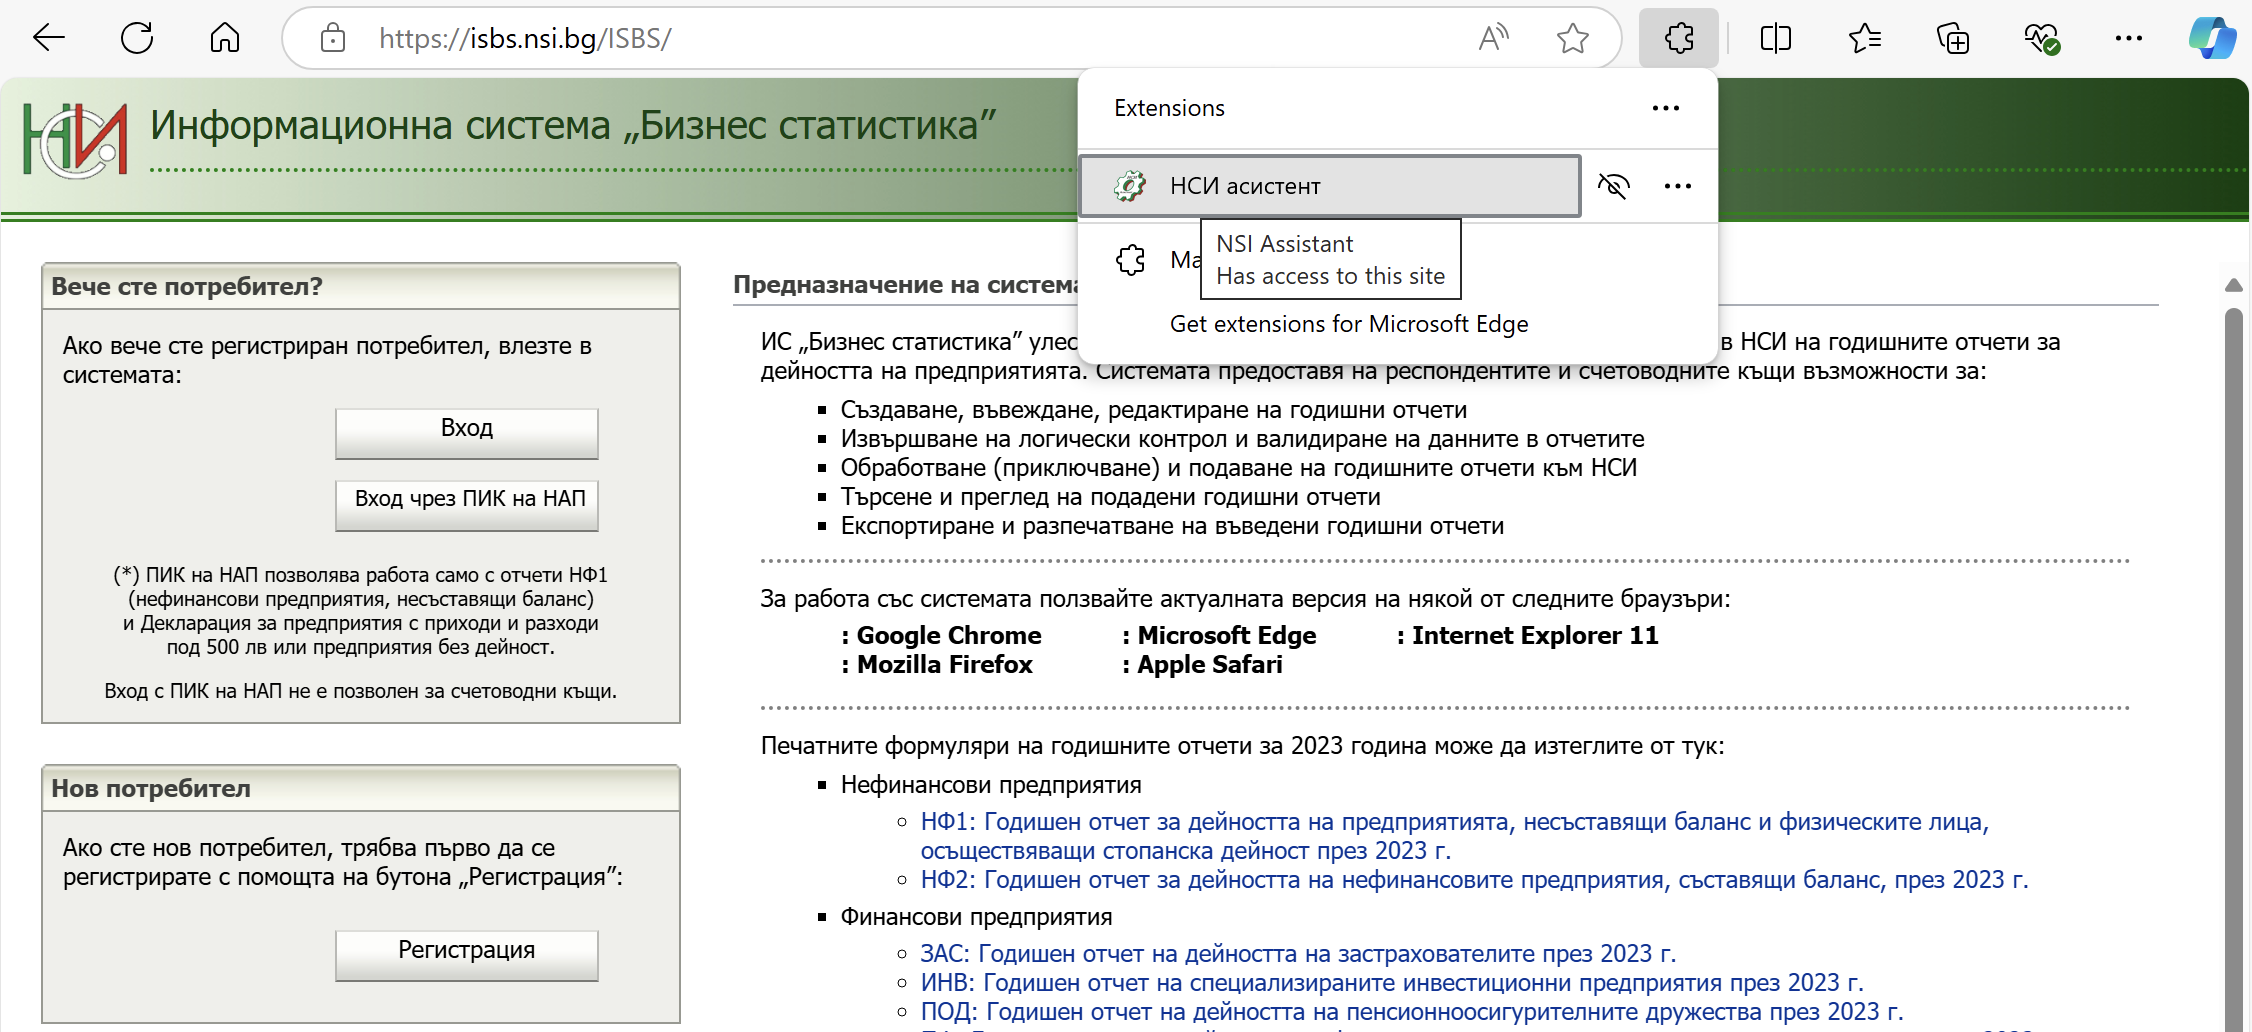 https://isbs.nsi.bg/ISBS/
НСИ
Информационна система „Бизнес статистика”
Extensions
НСИ асистент
NSI Assistant
Has access to this site
Get extensions for Microsoft Edge
Вече сте потребител?
Ако вече сте регистриран потребител, влезте в
системата:
Вход
Вход чрез ПИК на НАП
(*) ПИК на НАП позволява работа само с отчети НФ1
(нефинансови предприятия, несъставящи баланс)
и Декларация за предприятия с приходи и разходи
под 500 лв или предприятия без дейност.
Вход с ПИК на НАП не е позволен за счетоводни къщи.
Нов потребител
Ако сте нов потребител, трябва първо да се
регистрирате с помощта на бутона „Регистрация”:
Регистрация
Предназначение на
ИС „Бизнес статистика” в НСИ на годишните отчети за
дейността на предприятията. Системата предоставя на респондентите и счетоводните къщи възможности за:
Създаване, въвеждане, редактиране на годишни отчети
Извършване на логически контрол и валидиране на данните в отчетите
Обработване (приключване) и подаване на годишните отчети към НСИ
Търсене и преглед на подадени годишни отчети
Експортиране и разпечатване на въведени годишни отчети
За работа със системата ползвайте актуалната версия на някой от следните браузъри:
: Google Chrome : Microsoft Edge : Internet Explorer 11
: Mozilla Firefox : Apple Safari
Печатните формуляри на годишните отчети за 2023 година може да изтеглите от тук:
Нефинансови предприятия
НФ1: Годишен отчет за дейността на предприятията, несъставящи баланс и физическите лица,
осъществяващи стопанска дейност през 2023 г.
НФ2: Годишен отчет за дейността на нефинансовите предприятия, съставящи баланс, през 2023 г.
Финансови предприятия
ЗАС: Годишен отчет на дейността на застрахователите през 2023 г.
ИНВ: Годишен отчет на специализираните инвестиционни предприятия през 2023 г.
ПОД: Годишен отчет на дейността на пенсионноосигурителните дружества през 2023 г.